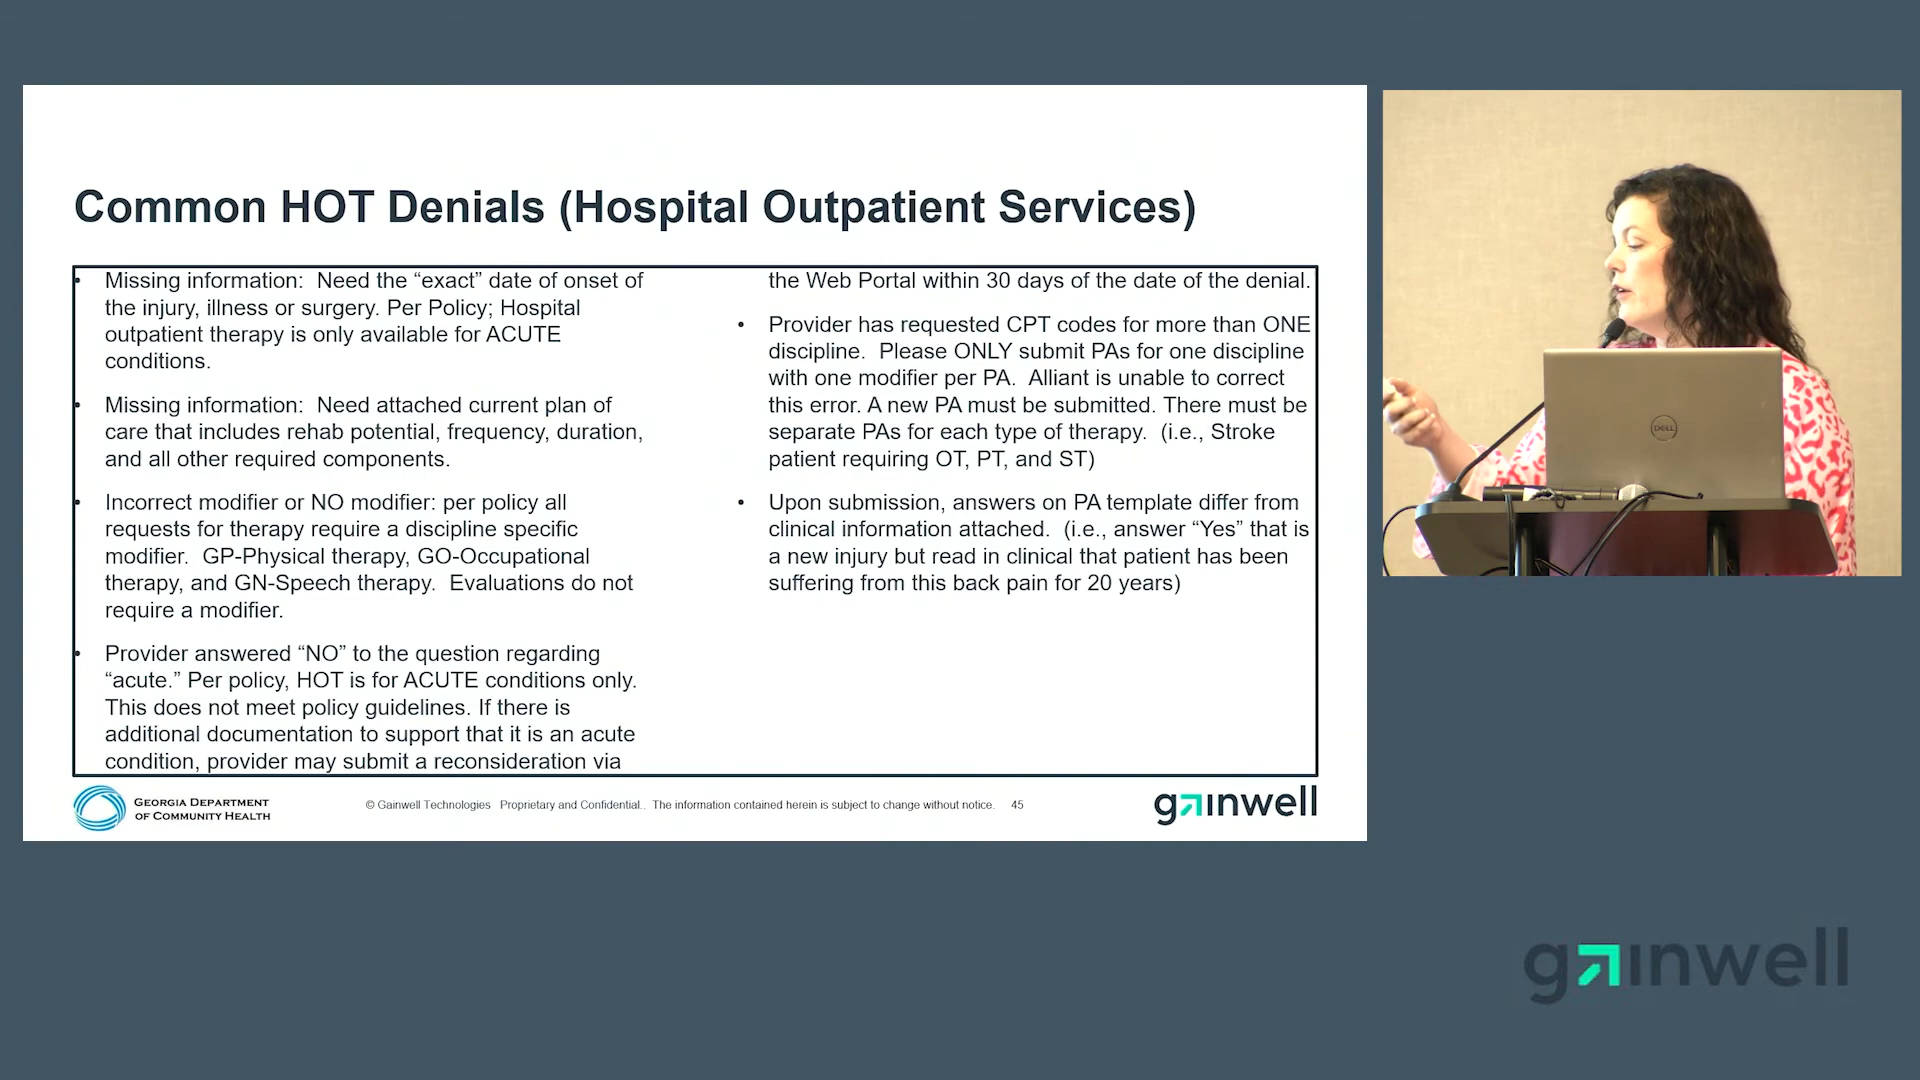 Common HOT Denials (Hospital Outpatient Services)
• Missing information:  Need the “exact” date of onset of
the injury, illness or surgery. Per Policy; Hospital
outpatient therapy is only available for ACUTE
conditions.
• Missing information:  Need attached current plan of
care that includes rehab potential, frequency, duration,
and all other required components.
• Incorrect modifier or NO modifier: per policy all
requests for therapy require a discipline specific
modifier.  GP-Physical therapy, GO-Occupational
therapy, and GN-Speech therapy.  Evaluations do not
require a modifier.
• Provider answered “NO” to the question regarding
“acute.” Per policy, HOT is for ACUTE conditions only.
This does not meet policy guidelines. If there is
additional documentation to support that it is an acute
condition, provider may submit a reconsideration via
the Web Portal within 30 days of the date of the denial.
• Provider has requested CPT codes for more than ONE
discipline.  Please ONLY submit PAs for one discipline
with one modifier per PA.  Alliant is unable to correct
this error. A new PA must be submitted. There must be
separate PAs for each type of therapy.  (i.e., Stroke
patient requiring OT, PT, and ST)
• Upon submission, answers on PA template differ from
clinical information attached.  (i.e., answer “Yes” that is
a new injury but read in clinical that patient has been
suffering from this back pain for 20 years)
GEORGIA DEPARTMENT
OF COMMUNITY HEALTH
© Gainwell Technologies   Proprietary and Confidential..  The information contained herein is subject to change without notice.   45
gainwell
DELL
gainwell